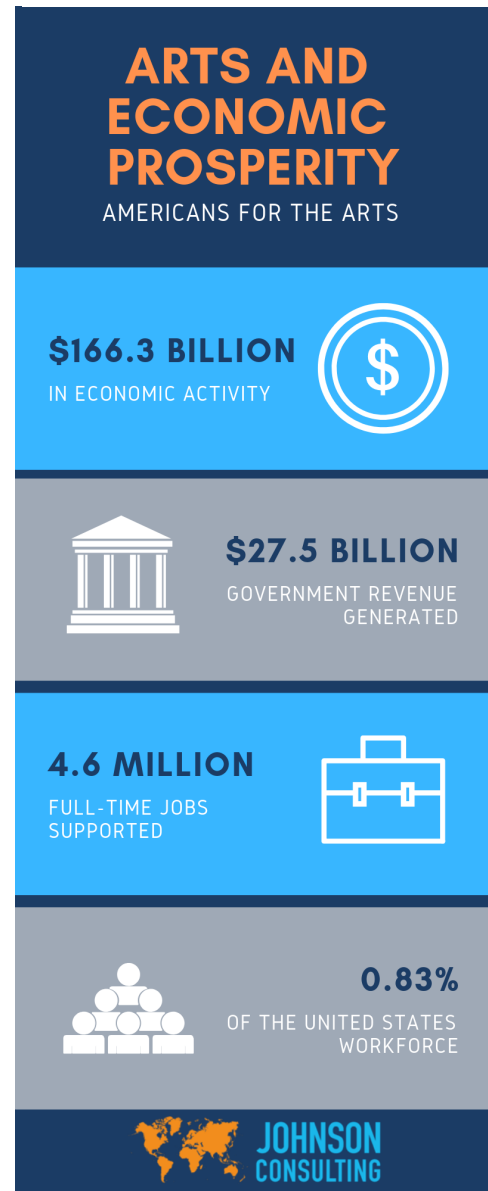 ARTS AND
ECONOMIC
PROSPERITY
AMERICANS FOR THE ARTS
$166.3 BILLION
IN ECONOMIC ACTIVITY
$
$27.5 BILLION
GOVERNMENT REVENUE
GENERATED
4.6 MILLION
FULL-TIME JOBS
SUPPORTED
0.83%
OF THE UNITED STATES
WORKFORCE
JOHNSON
CONSULTING